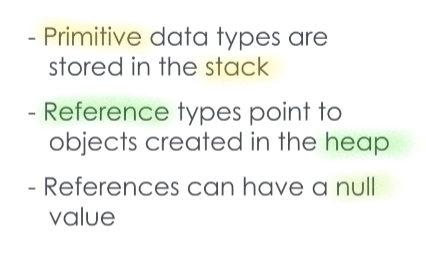 - Primitive data types are
stored in the stack
- Reference types point to
objects created in the heap
- References can have a null
value